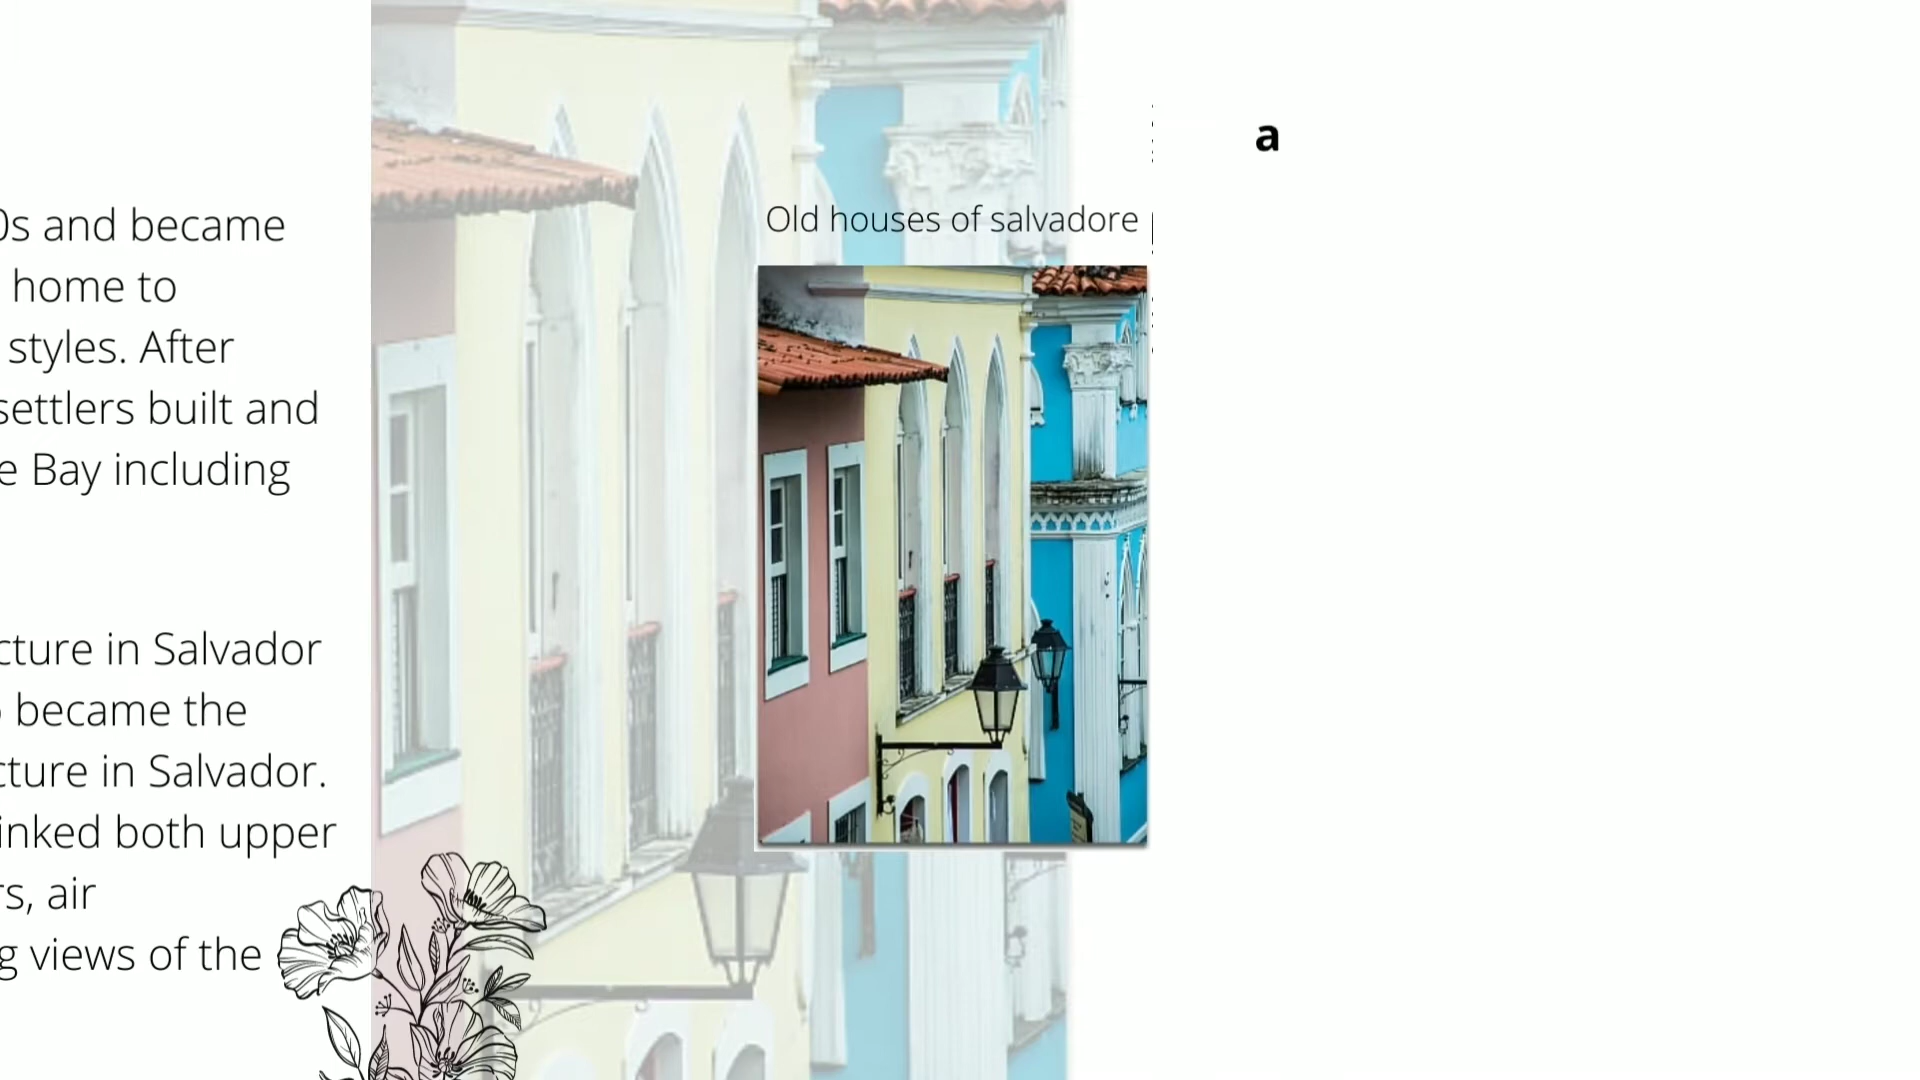 0s and became
home to
styles. After
settlers built and
e Bay including
cture in Salvador
became the
cture in Salvador.
inked both upper
rs, air
g views of the
Old houses of salvadore
a